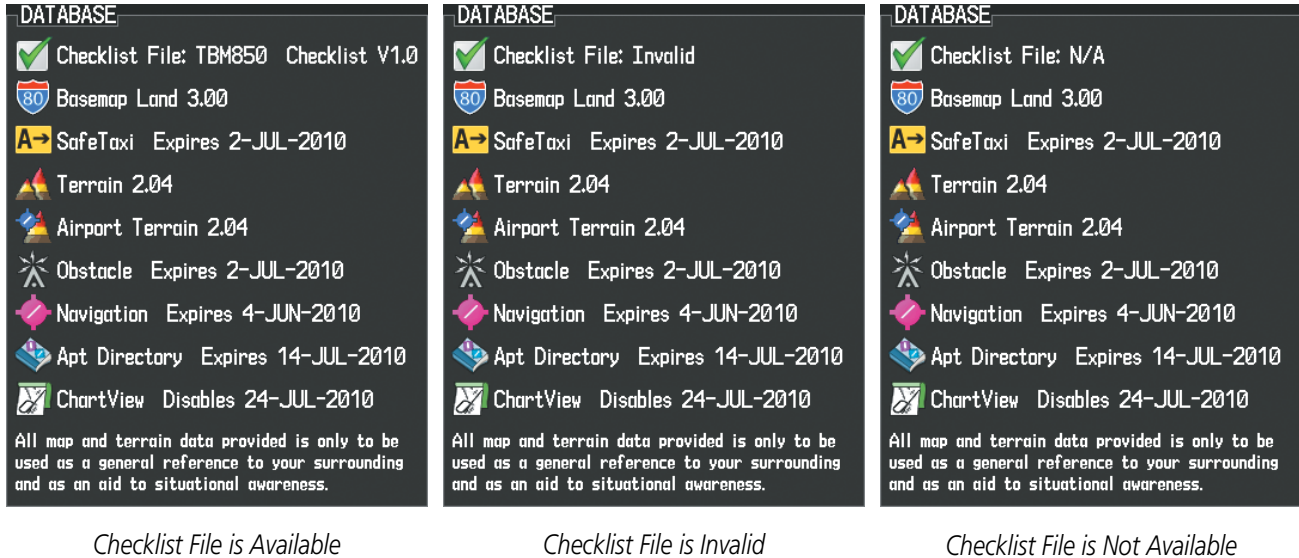 DATABASE
Checklist File: TBM850 Checklist V1.0
80 Basemap Land 3.00
A→ SafeTaxi Expires 2-JUL-2010
Terrain 2.04
Airport Terrain 2.04
Obstacle Expires 2-JUL-2010
Navigation Expires 4-JUN-2010
Apt Directory Expires 14-JUL-2010
ChartView Disables 24-JUL-2010
All map and terrain data provided is only to be
used as a general reference to your surrounding
and as an aid to situational awareness.
Checklist File is Available
DATABASE
Checklist File: Invalid
80 Basemap Land 3.00
A→ SafeTaxi Expires 2-JUL-2010
Terrain 2.04
Airport Terrain 2.04
Obstacle Expires 2-JUL-2010
Navigation Expires 4-JUN-2010
Apt Directory Expires 14-JUL-2010
ChartView Disables 24-JUL-2010
All map and terrain data provided is only to be
used as a general reference to your surrounding
and as an aid to situational awareness.
Checklist File is Invalid
DATABASE
Checklist File: N/A
80 Basemap Land 3.00
A→ SafeTaxi Expires 2-JUL-2010
Terrain 2.04
Airport Terrain 2.04
Obstacle Expires 2-JUL-2010
Navigation Expires 4-JUN-2010
Apt Directory Expires 14-JUL-2010
ChartView Disables 24-JUL-2010
All map and terrain data provided is only to be
used as a general reference to your surrounding
and as an aid to situational awareness.
Checklist File is Not Available